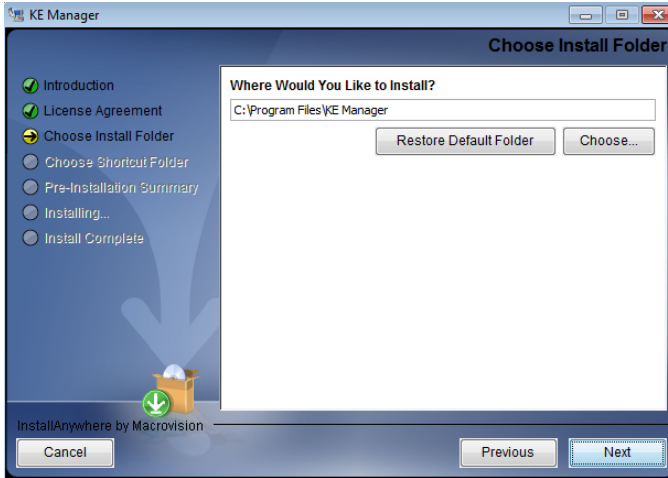 KE Manager
Choose Install Folder
Introduction
License Agreement
Choose Install Folder
Choose Shortcut Folder
Pre-Installation Summary
Installing...
Install Complete
Where Would You Like to Install?
C:\Program Files\KE Manager
Restore Default Folder
Choose...
InstallAnywhere by Macrovision
Cancel
Previous
Next